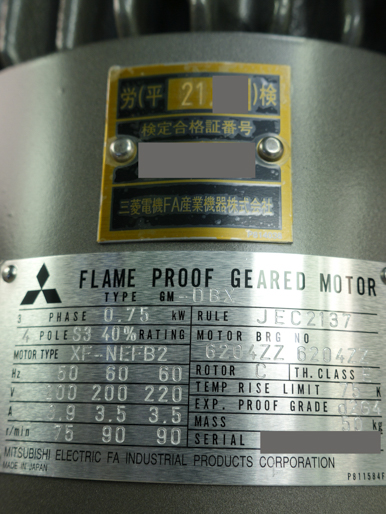 労(平 21 )検
検定合格証番号
三菱電機FA産業機器株式会社
FLAME PROOF GEARED MOTOR
TYPE GM-
3 PHASE 0.75 kW RULE JEC2137
4 POLE S3 40% RATING MOTOR BRG NO
MOTOR TYPE XF-NEFB2 6204ZZ 6204ZZ
Hz 60 60 ROTOR C TH.CLASS
V 200 200 220 TEMP RISE LIMIT K
A 3.9 3.5 3.5 EXP. PROOF GRADE
r/min 75 90 90 MASS kg
SERIAL
MITSUBISHI ELECTRIC FA INDUSTRIAL PRODUCTS CORPORATION
MADE IN JAPAN